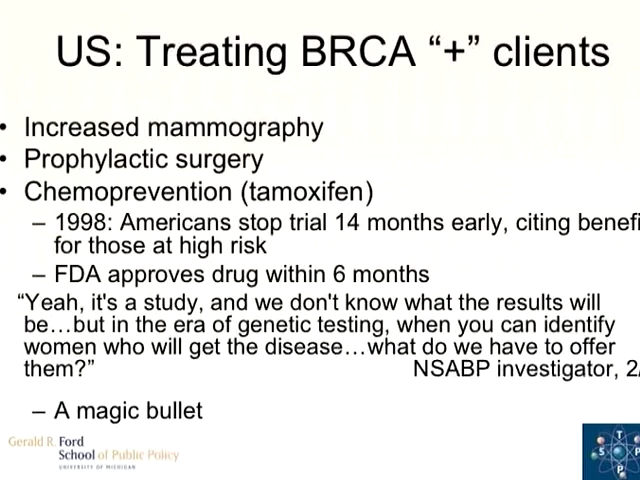 US: Treating BRCA “+” clients
• Increased mammography
• Prophylactic surgery
• Chemoprevention (tamoxifen)
– 1998: Americans stop trial 14 months early, citing benefi
for those at high risk
– FDA approves drug within 6 months
“Yeah, it's a study, and we don't know what the results will
be…but in the era of genetic testing, when you can identify
women who will get the disease…what do we have to offer
them?” NSABP investigator, 2/
– A magic bullet
Gerald R. Ford
School of Public Policy
UNIVERSITY OF MICHIGAN
T
S P
P